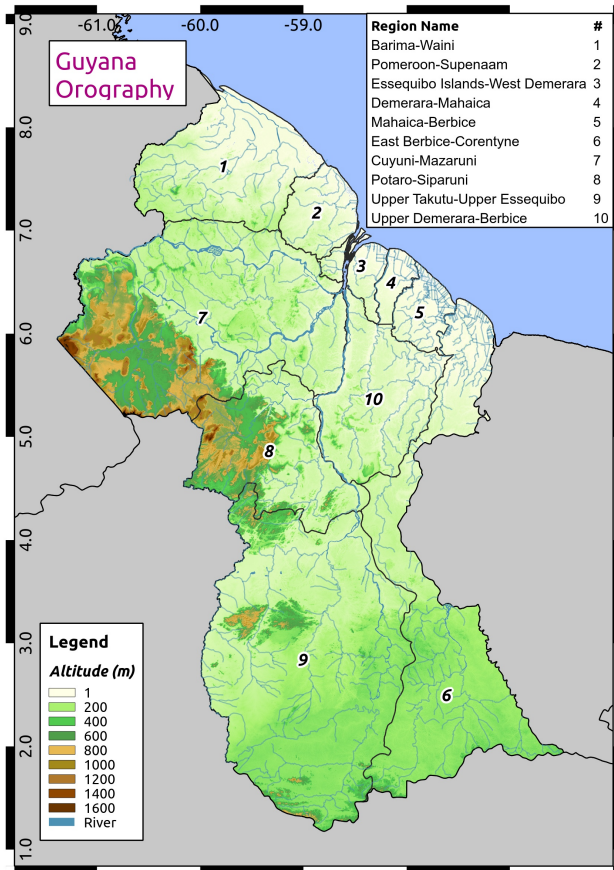 -61.0 -60.0 -59.0
9.0
8.0
7.0
6.0
5.0
4.0
3.0
2.0
1.0
Guyana
Orography
Region Name #
Barima-Waini 1
Pomeroon-Supenaam 2
Essequibo Islands-West Demerara 3
Demerara-Mahaica 4
Mahaica-Berbice 5
East Berbice-Corentyne 6
Cuyuni-Mazaruni 7
Potaro-Siparuni 8
Upper Takutu-Upper Essequibo 9
Upper Demerara-Berbice 10
1
2
3
4
5
7
10
8
9
6
Legend
Altitude (m)
1
200
400
600
800
1000
1200
1400
1600
River